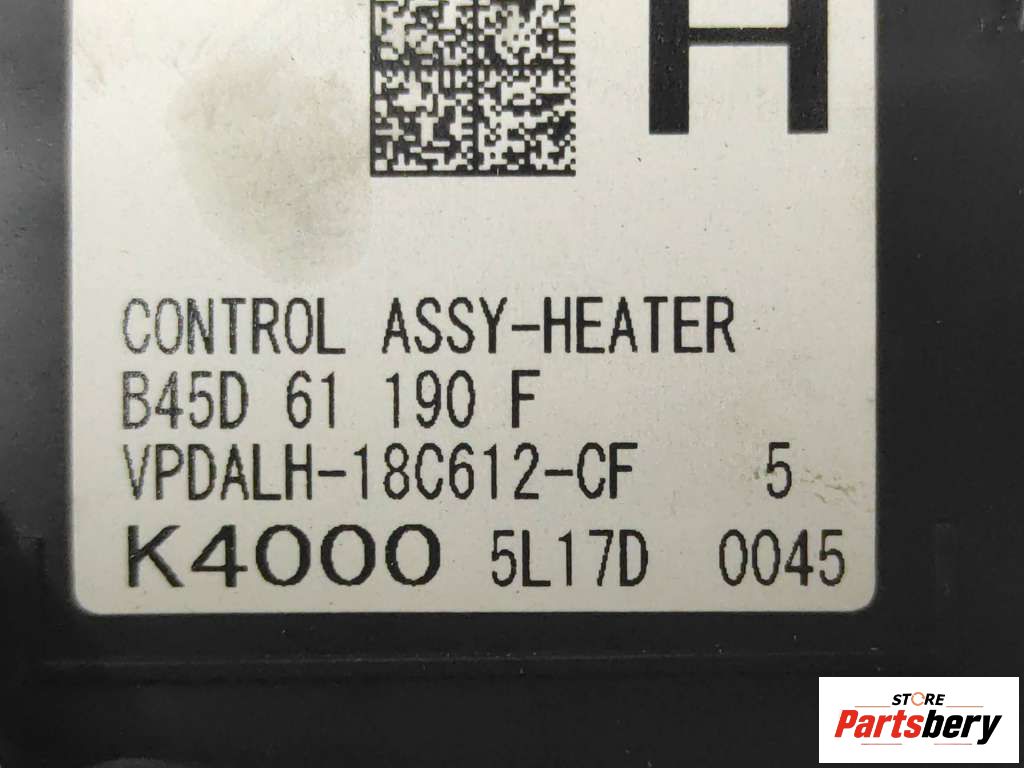 H
CONTROL ASSY-HEATER
B45D 61 190 F
VPDALH-18C612-CF 5
K4000 5L17D 0045
STORE
Partsbery